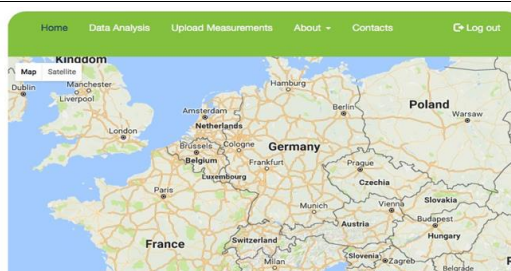 Home Data Analysis Upload Measurements About Contacts Log out
Kingdom
Map Satellite
Dublin
Manchester
Liverpool
Hamburg
Amsterdam
Berlin
Poland
Warsaw
London
Netherlands
Brussels Cologne Germany
Belgium Frankfurt
Prague
Luxembourg
Czechia
Paris
Slovakia
Munich Vienna
Budapest
Austria
Hungary
France Switzerland
Slovenia Zagreb
Milan
Belgrade